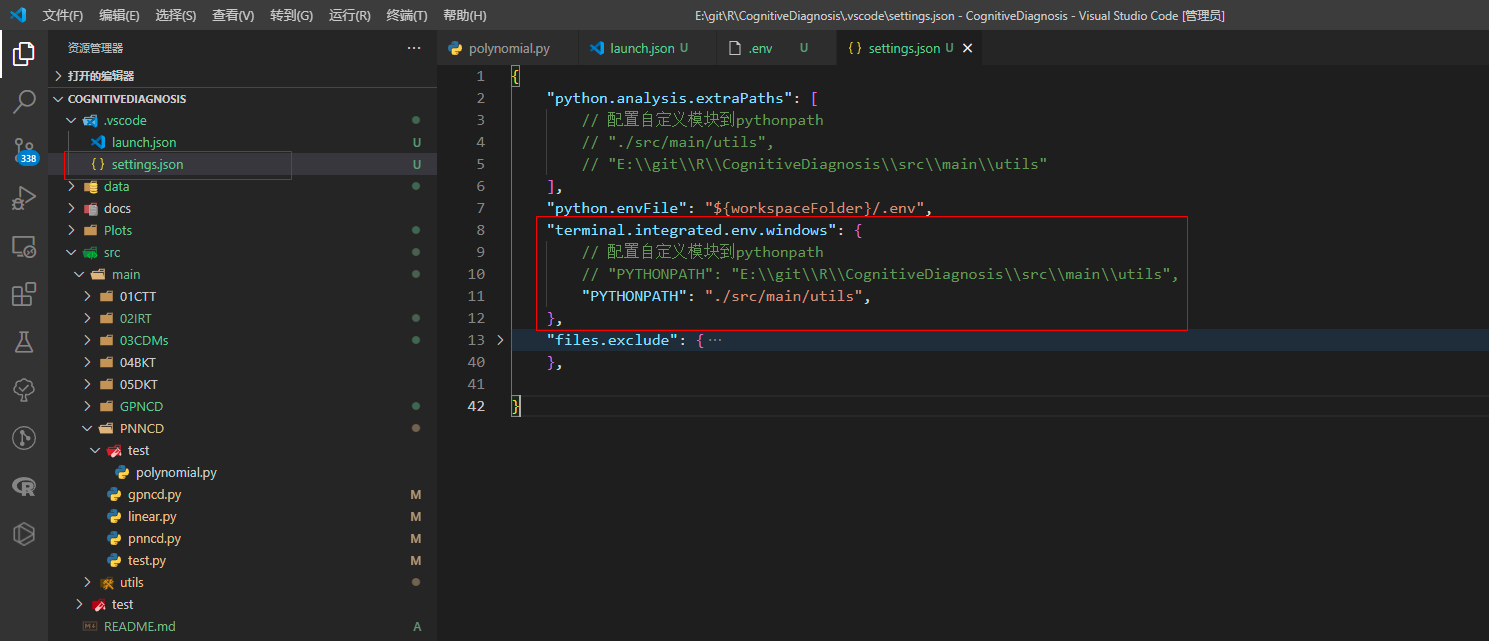 文件(F) 编辑(E) 选择(S) 查看(V) 转到(G) 运行(R) 终端(T) 帮助(H) E:\git\R\CognitiveDiagnosis\.vscode\settings.json - CognitiveDiagnosis - Visual Studio Code [管理员]
资源管理器 ···
打开的编辑器
COGNITIVEDIAGNOSIS
.vscode
launch.json U
settings.json U
data
docs
Plots
src
main
01CTT
02IRT
03CDMs
04BKT
05DKT
GPNCD
PNNCD
test
polynomial.py
gpncd.py M
linear.py M
pnncd.py M
test.py M
utils
test
README.md A
338
polynomial.py launch.json U .env U {} settings.json U ×
1 {
2 "python.analysis.extraPaths": [
3 // 配置自定义模块到pythonpath
4 // "./src/main/utils",
5 // "E:\\git\\R\\CognitiveDiagnosis\\src\\main\\utils"
6 ],
7 "python.envFile": "${workspaceFolder}/.env",
8 "terminal.integrated.env.windows": {
9 // 配置自定义模块到pythonpath
10 // "PYTHONPATH": "E:\\git\\R\\CognitiveDiagnosis\\src\\main\\utils",
11 "PYTHONPATH": "./src/main/utils",
12 },
13 "files.exclude": { ···
40 },
41
42 }